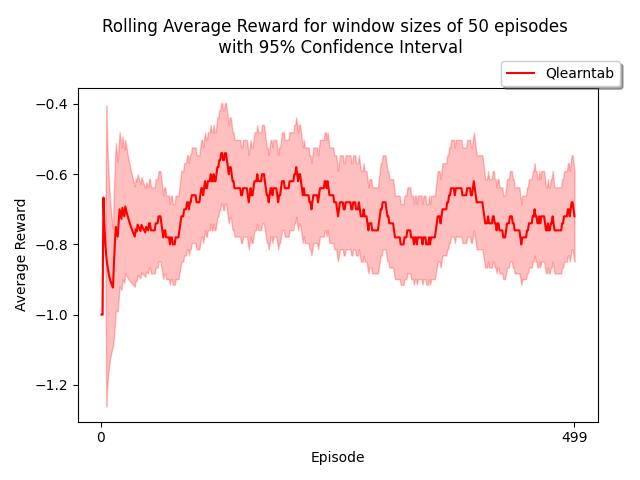 Rolling Average Reward for window sizes of 50 episodes
with 95% Confidence Interval
Qlearntab
−0.4
−0.6
−0.8
−1.0
−1.2
Average Reward
0
499
Episode